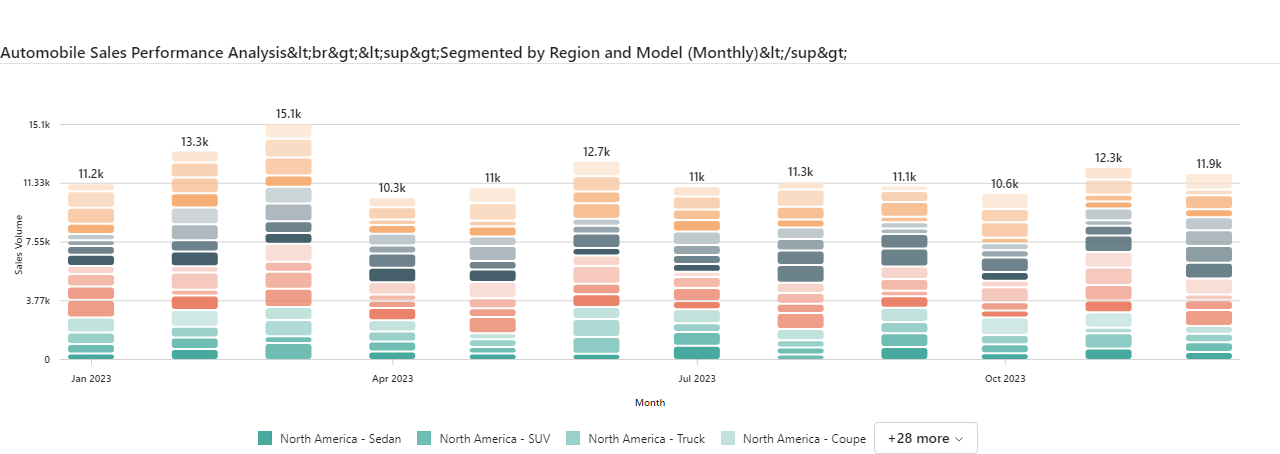 Automobile Sales Performance Analysis&lt;br&gt;&lt;sup&gt;Segmented by Region and Model (Monthly)&lt;/sup&gt;
15.1k
13.3k
15.1k
12.7k
12.3k
11.2k
11.9k
11.33k
10.3k
11k
11k
11.3k
11.1k
10.6k
Sales Volume
7.55k
3.77k
0
Jan 2023
Apr 2023
Jul 2023
Oct 2023
Month
North America - Sedan
North America - SUV
North America - Truck
North America - Coupe
+28 more